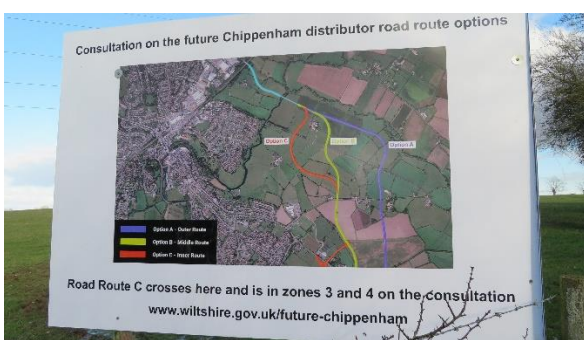 Consultation on the future Chippenham distributor road route options
Option C
Option B
Option A
Option A - Outer Route
Option B - Middle Route
Option C - Inner Route
Road Route C crosses here and is in zones 3 and 4 on the consultation
www.wiltshire.gov.uk/future-chippenham